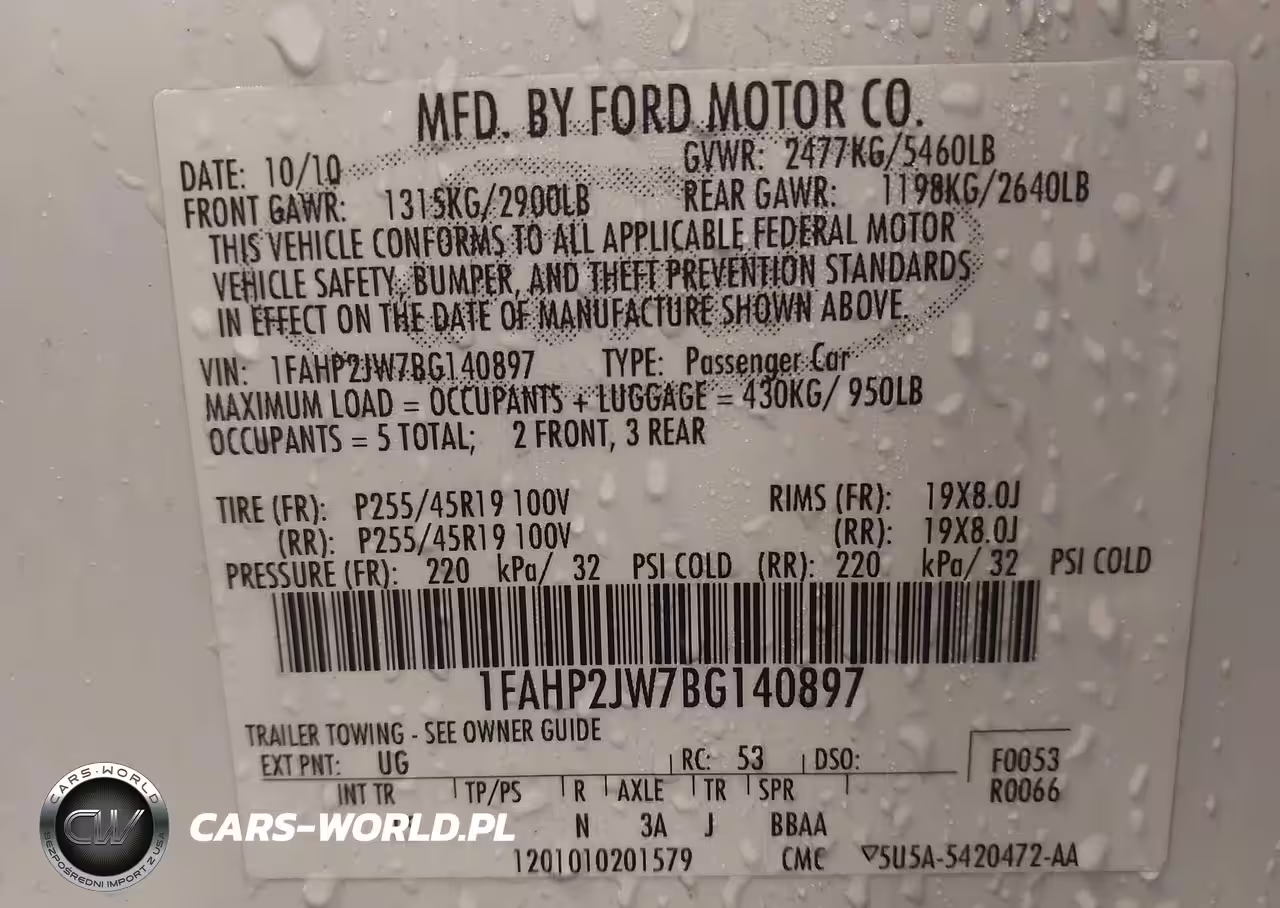 MFD. BY FORD MOTOR CO.
DATE: 10/10 GVWR: 2477KG/5460LB
FRONT GAWR: 1315KG/2900LB REAR GAWR: 1198KG/2640LB
THIS VEHICLE CONFORMS TO ALL APPLICABLE FEDERAL MOTOR
VEHICLE SAFETY, BUMPER, AND THEFT PREVENTION STANDARDS
IN EFFECT ON THE DATE OF MANUFACTURE SHOWN ABOVE.
VIN: 1FAHP2JW7BG140897 TYPE: Passenger Car
MAXIMUM LOAD = OCCUPANTS + LUGGAGE = 430KG/ 950LB
OCCUPANTS = 5 TOTAL; 2 FRONT, 3 REAR
TIRE (FR): P255/45R19 100V RIMS (FR): 19X8.0J
(RR): P255/45R19 100V (RR): 19X8.0J
PRESSURE (FR): 220 kPa/ 32 PSI COLD (RR): 220 kPa/ 32 PSI COLD
1FAHP2JW7BG140897
TRAILER TOWING - SEE OWNER GUIDE
EXT PNT: UG RC: 53 DSO: F0053
INT TR TP/PS R AXLE TR SPR R0066
N 3A J BBAA
1201010201579 CMC ▽5U5A-5420472-AA
CARS-WORLD
CW
BEZPOŚREDNI IMPORT Z USA
CARS-WORLD.PL